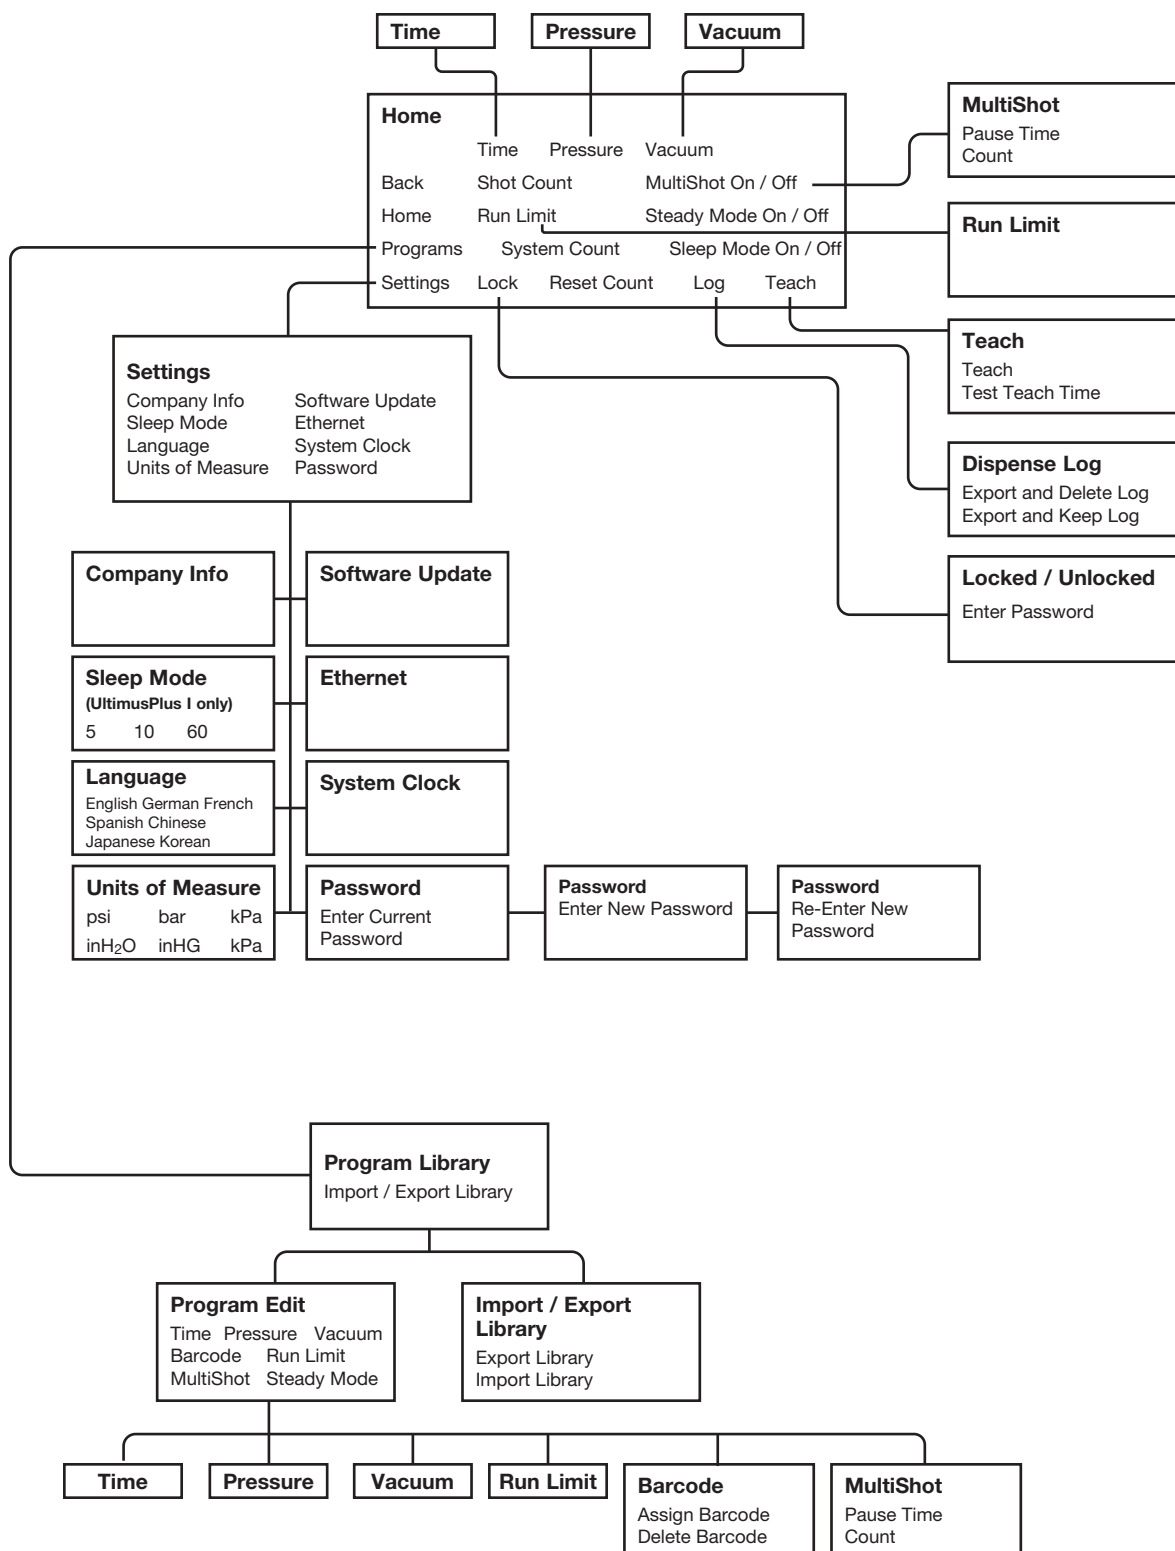 Time
Pressure
Vacuum
Home
Time Pressure Vacuum
Back Shot Count MultiShot On / Off
Home Run Limit Steady Mode On / Off
Programs System Count Sleep Mode On / Off
Settings Lock Reset Count Log Teach
MultiShot
Pause Time
Count
Run Limit
Teach
Teach
Test Teach Time
Dispense Log
Export and Delete Log
Export and Keep Log
Locked / Unlocked
Enter Password
Settings
Company Info Software Update
Sleep Mode Ethernet
Language System Clock
Units of Measure Password
Company Info
Software Update
Sleep Mode
(UltimusPlus I only)
5 10 60
Ethernet
Language
English German French
Spanish Chinese
Japanese Korean
System Clock
Units of Measure
psi bar kPa
inH₂O inHG kPa
Password
Enter Current
Password
Password
Enter New Password
Password
Re-Enter New
Password
Program Library
Import / Export Library
Program Edit
Time Pressure Vacuum
Barcode Run Limit
MultiShot Steady Mode
Import / Export
Library
Export Library
Import Library
Time
Pressure
Vacuum
Run Limit
Barcode
Assign Barcode
Delete Barcode
MultiShot
Pause Time
Count